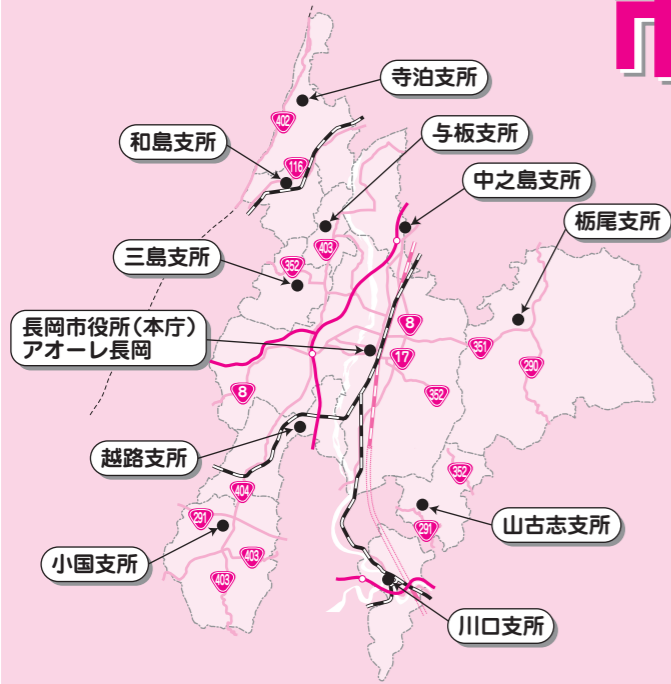 寺泊支所
402
与板支所
和島支所
116
中之島支所
栃尾支所
403
三島支所
352
長岡市役所(本庁)
アオーレ長岡
8
351
17
290
8
352
越路支所
352
404
291
山古志支所
291
小国支所
403
403
川口支所